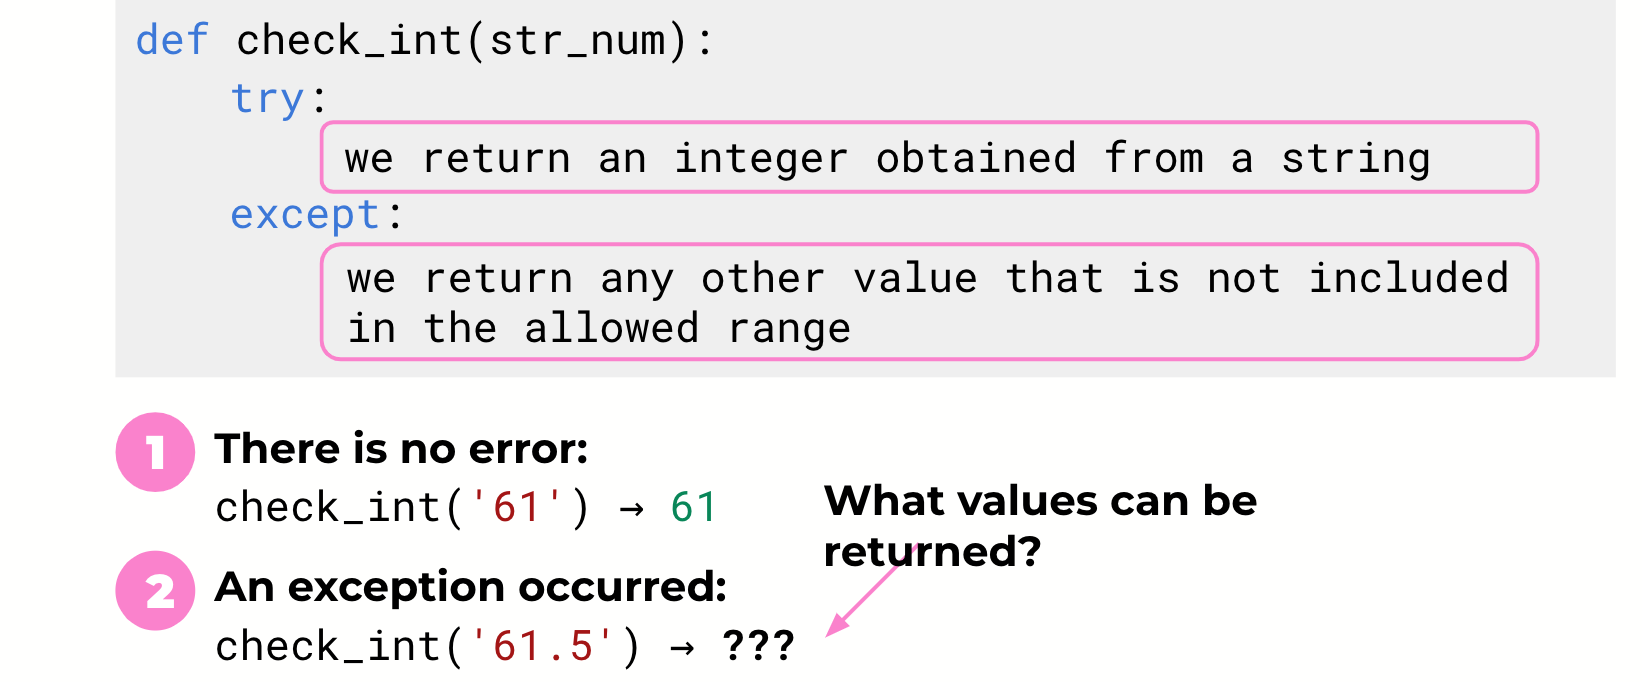 def check_int(str_num):
try:
we return an integer obtained from a string
except:
we return any other value that is not included
in the allowed range
1
There is no error:
check_int('61') → 61
What values can be
returned?
2
An exception occurred:
check_int('61.5') → ???